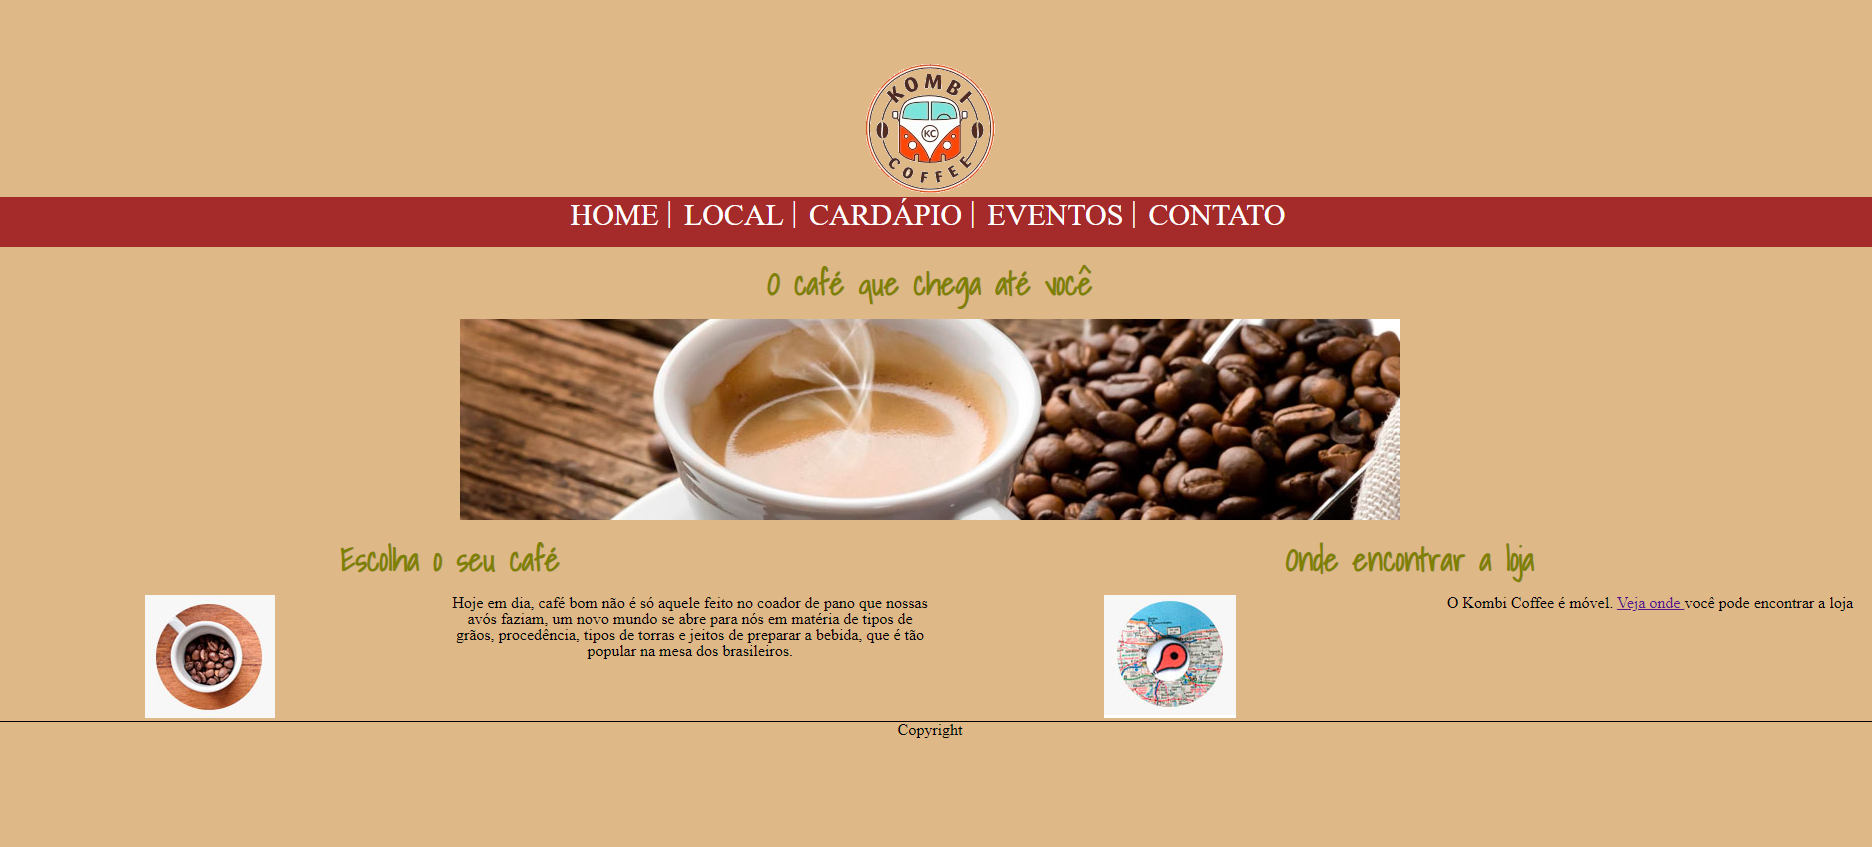 KOMBI
KC
COFFEE
HOME | LOCAL | CARDÁPIO | EVENTOS | CONTATO
O café que chega até você
Escolha o seu café
Hoje em dia, café bom não é só aquele feito no coador de pano que nossas
avós faziam, um novo mundo se abre para nós em matéria de tipos de
grãos, procedência, tipos de torras e jeitos de preparar a bebida, que é tão
popular na mesa dos brasileiros.
Onde encontrar a loja
O Kombi Coffee é móvel. Veja onde você pode encontrar a loja
Copyright